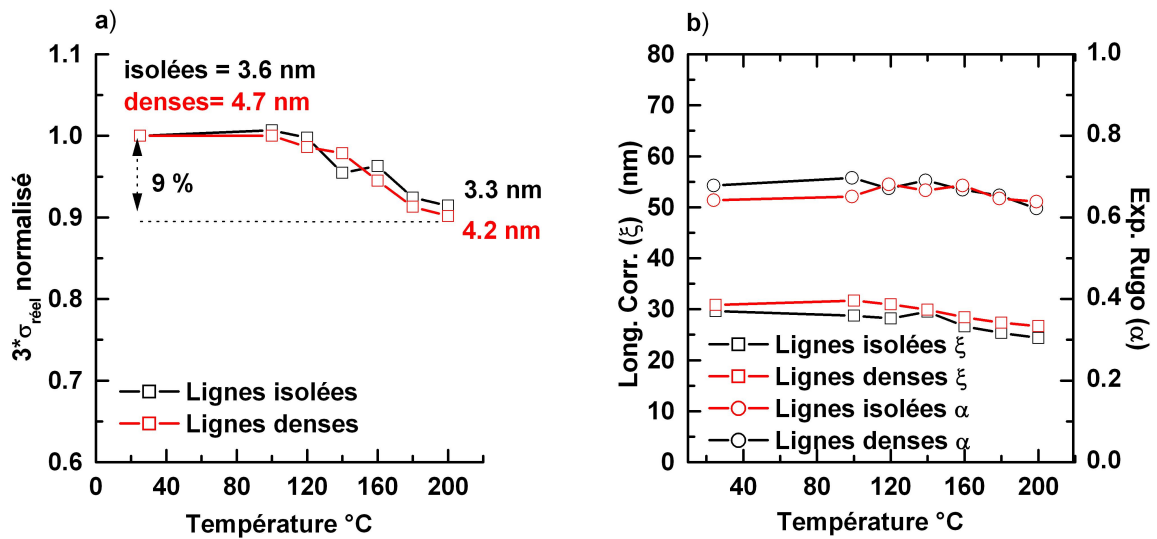 a)
1.1
1.0
0.9
0.8
0.7
0.6
3*σréel normalisé
isolées = 3.6 nm
denses= 4.7 nm
9 %
3.3 nm
4.2 nm
Lignes isolées
Lignes denses
0 40 80 120 160 200
Température °C
b)
80
70
60
50
40
30
20
10
0
Long. Corr. (ξ) (nm)
1.0
0.8
0.6
0.4
0.2
0.0
Exp. Rugo (α)
Lignes isolées ξ
Lignes denses ξ
Lignes isolées α
Lignes denses α
40 80 120 160 200
Température °C